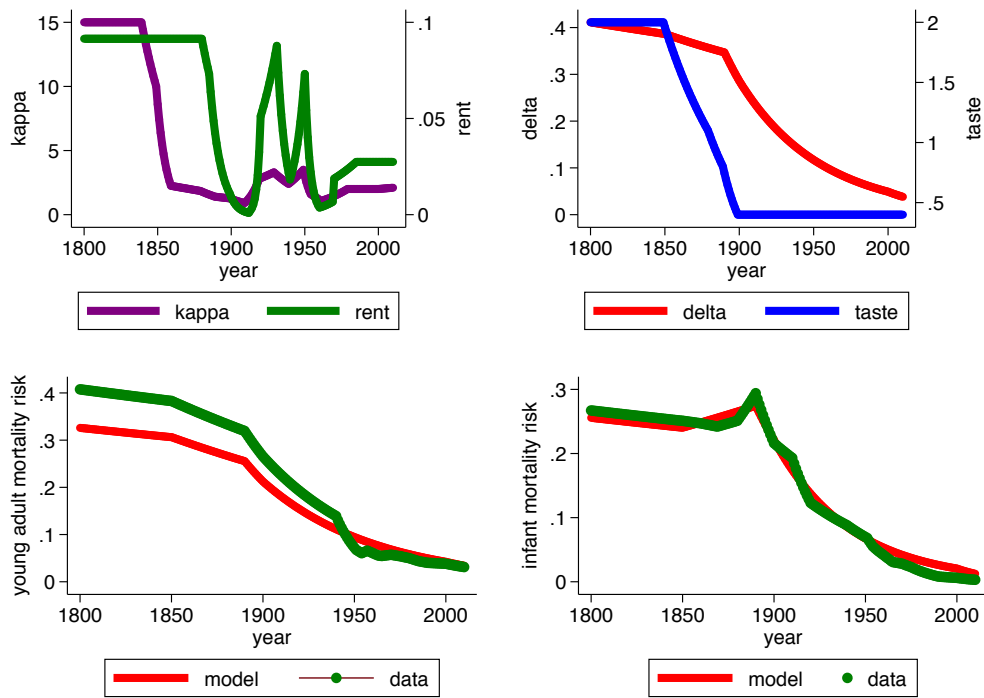 kappa
15
10
5
0
rent
.1
.05
0
1800 1850 1900 1950 2000
year
kappa rent
delta
.4
.3
.2
.1
0
taste
2
1.5
1
.5
1800 1850 1900 1950 2000
year
delta taste
young adult mortality risk
.4
.3
.2
.1
0
1800 1850 1900 1950 2000
year
model data
infant mortality risk
.3
.2
.1
0
1800 1850 1900 1950 2000
year
model data